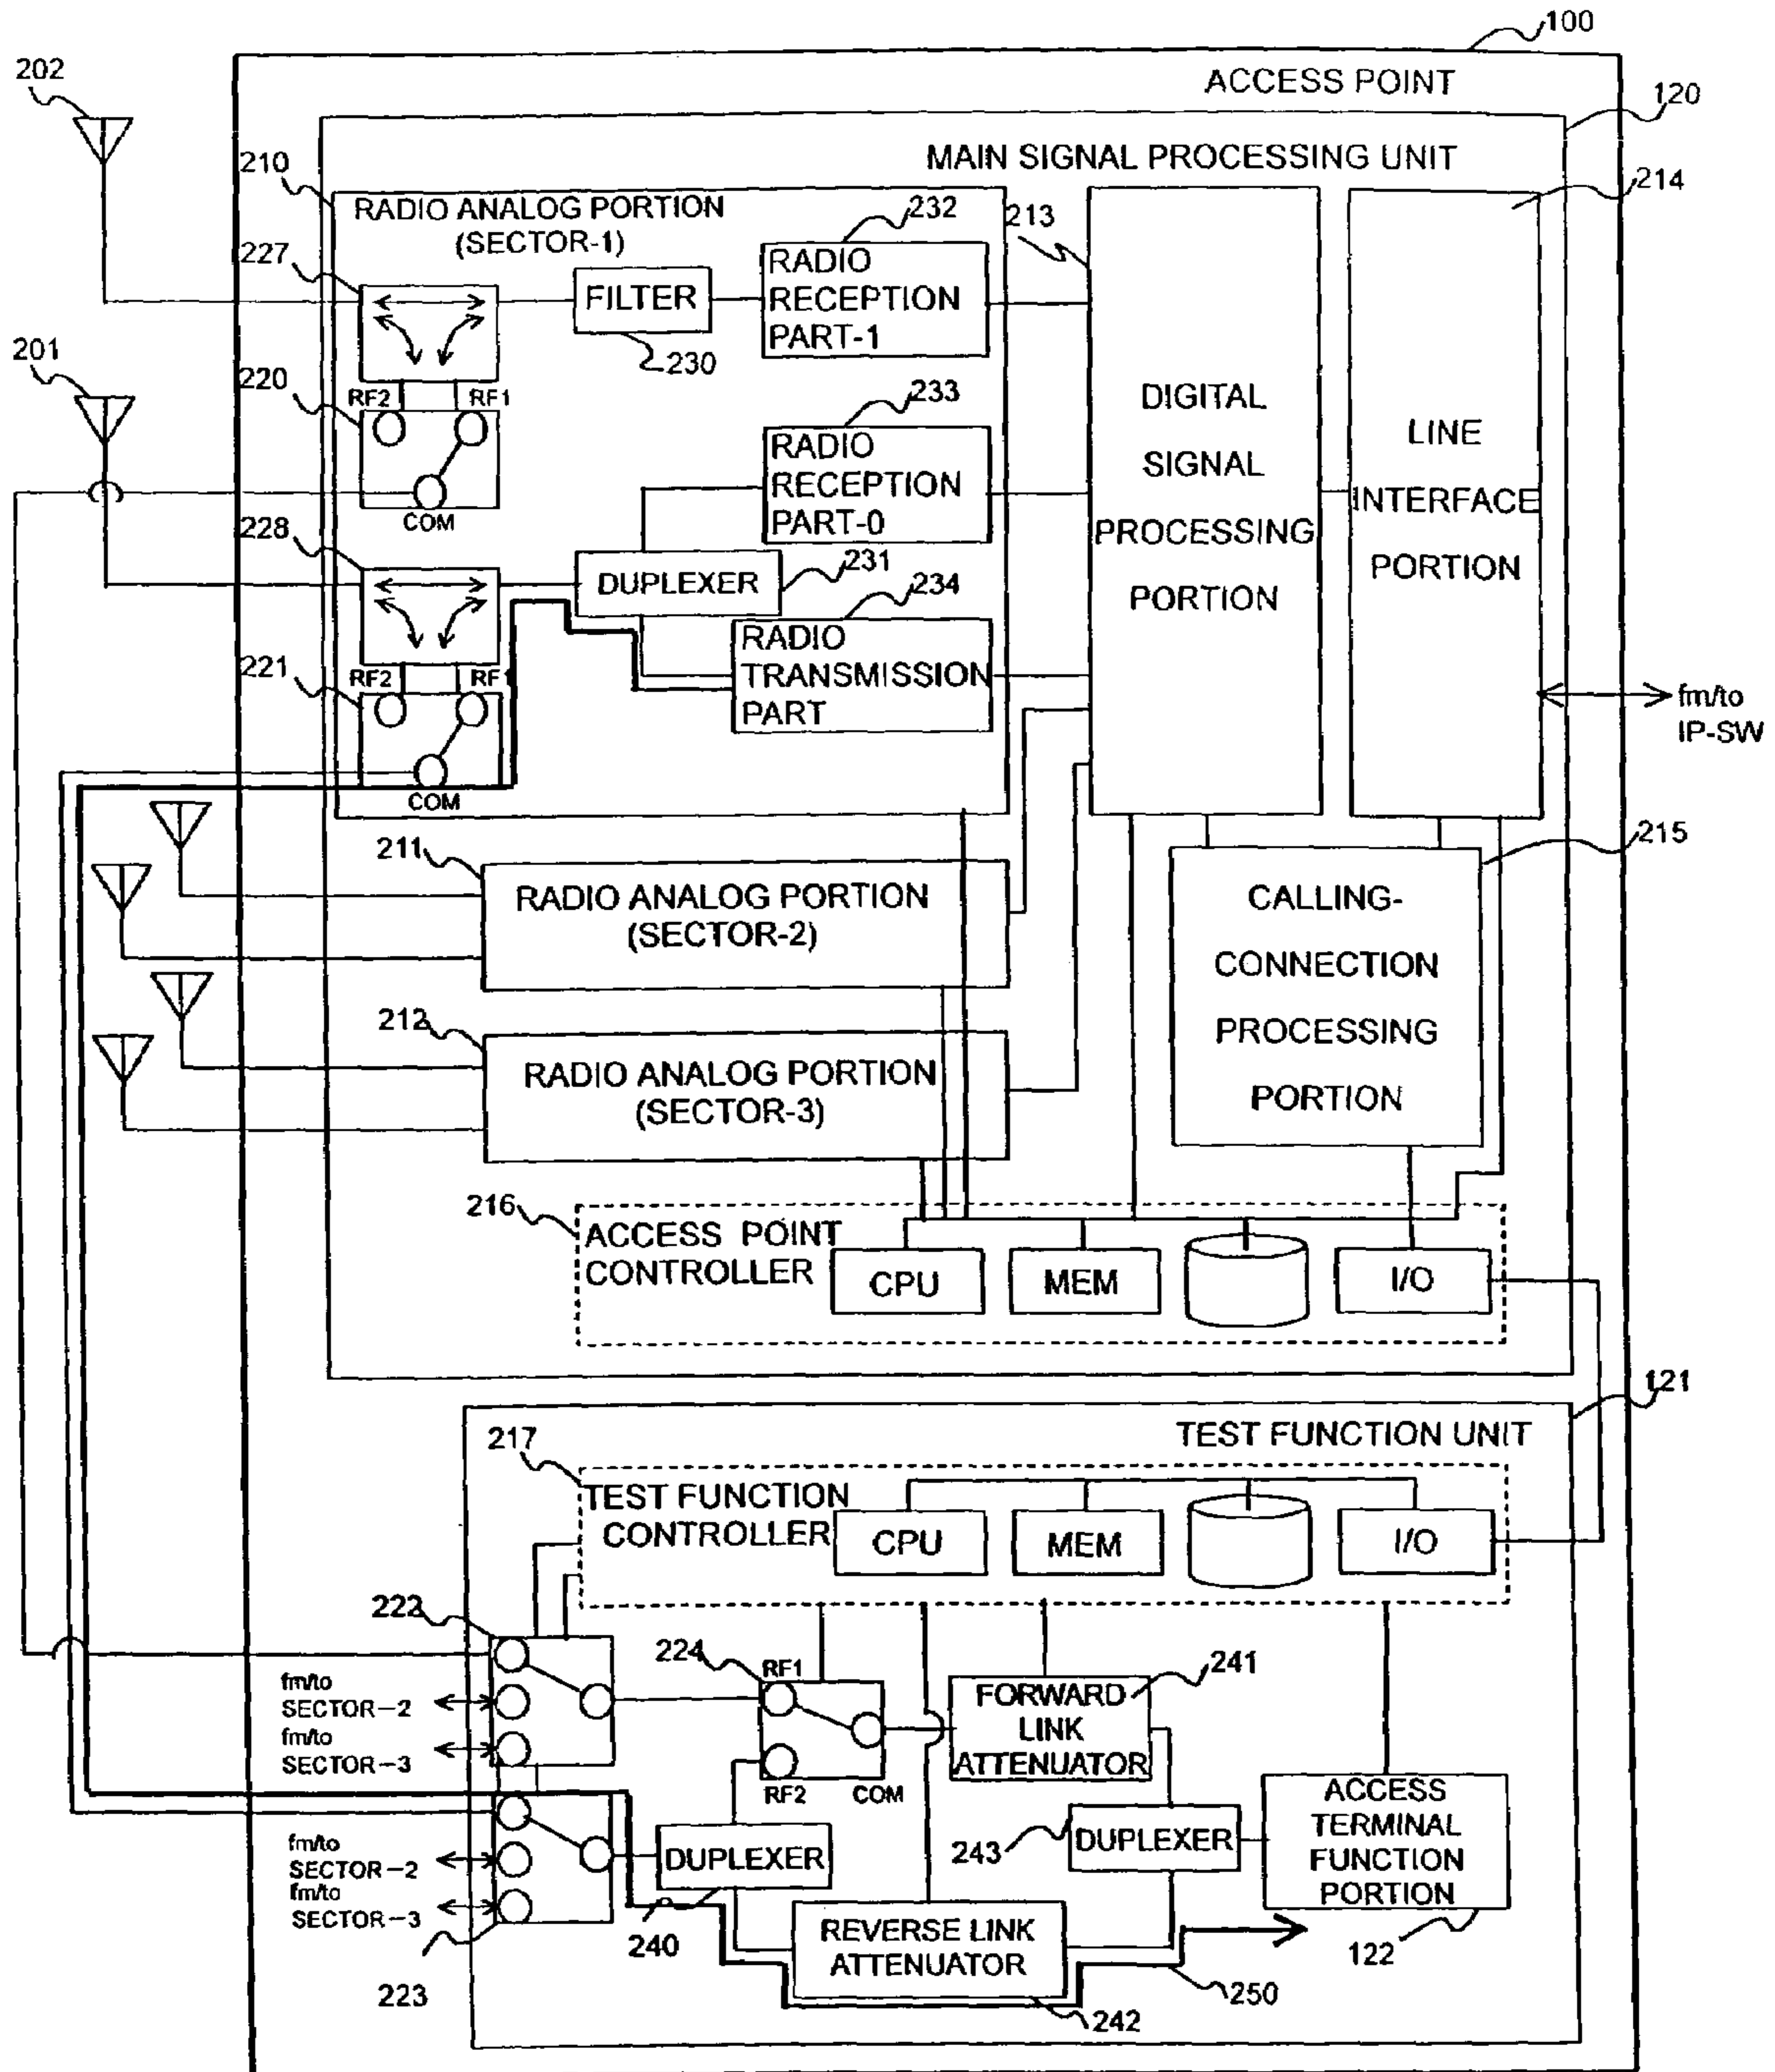 100
ACCESS POINT
202
120
MAIN SIGNAL PROCESSING UNIT
210
214
RADIO ANALOG PORTION
(SECTOR-1)
232
213
227
FILTER
RADIO
RECEPTION
PART-1
230
201
220
RF2
RF1
COM
233
RADIO
RECEPTION
PART-0
DIGITAL
SIGNAL
PROCESSING
PORTION
LINE
INTERFACE
PORTION
228
DUPLEXER
231
234
RADIO
TRANSMISSION
PART
221
RF2
RF1
COM
fm/to
IP-SW
211
RADIO ANALOG PORTION
(SECTOR-2)
215
CALLING-
CONNECTION
PROCESSING
PORTION
212
RADIO ANALOG PORTION
(SECTOR-3)
216
ACCESS POINT
CONTROLLER
CPU
MEM
I/O
121
TEST FUNCTION UNIT
217
TEST FUNCTION
CONTROLLER
CPU
MEM
I/O
222
224
RF1
241
fm/to
SECTOR-2
fm/to
SECTOR-3
FORWARD
LINK
ATTENUATOR
RF2
COM
fm/to
SECTOR-2
fm/to
SECTOR-3
DUPLEXER
243
DUPLEXER
ACCESS
TERMINAL
FUNCTION
PORTION
240
REVERSE LINK
ATTENUATOR
122
223
250
242